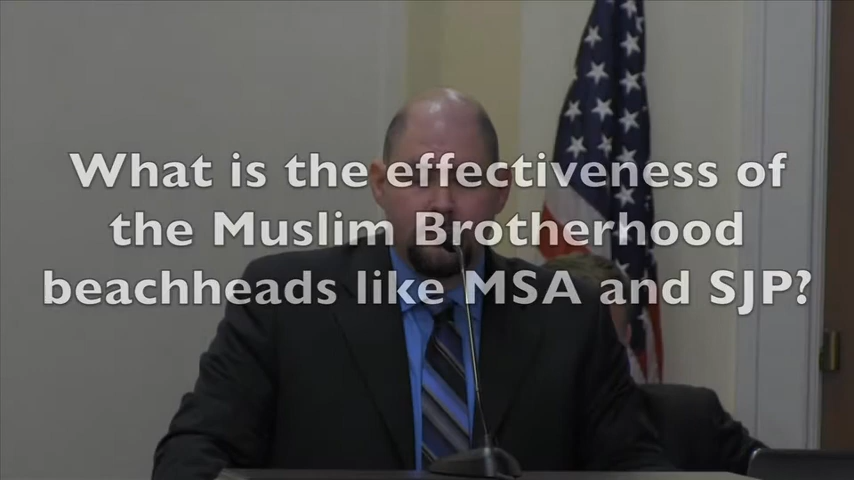 What is the effectiveness of
the Muslim Brotherhood
beachheads like MSA and SJP?